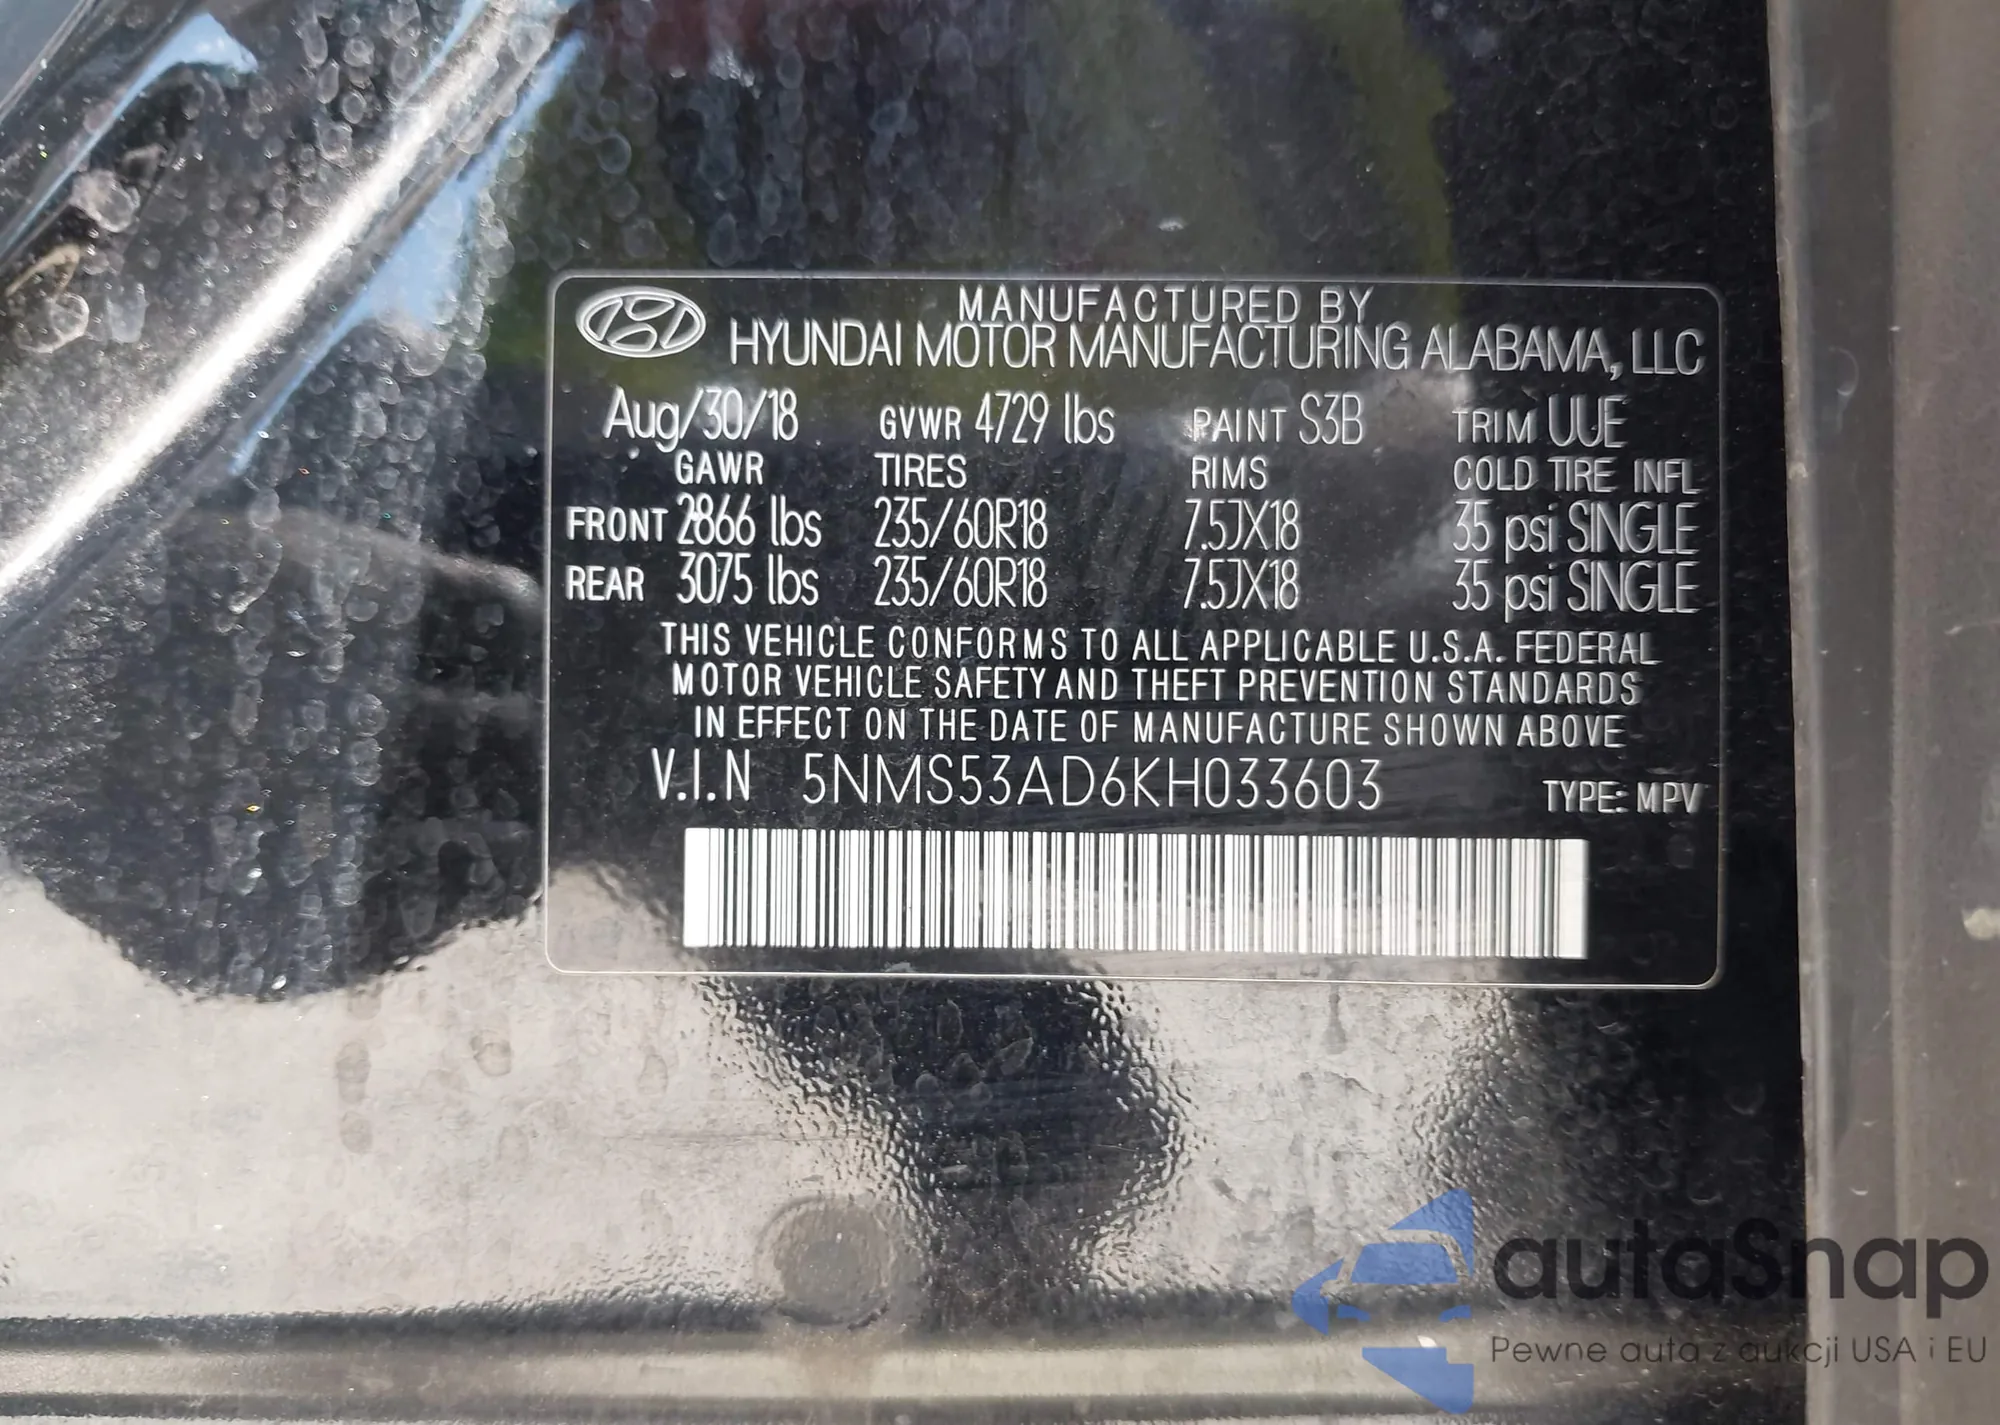 MANUFACTURED BY
HYUNDAI MOTOR MANUFACTURING ALABAMA, LLC
Aug/30/18 GVWR 4729 lbs PAINT S3B TRIM UUE
GAWR TIRES RIMS COLD TIRE INFL
FRONT 2866 lbs 235/60R18 7.5JX18 35 psi SINGLE
REAR 3075 lbs 235/60R18 7.5JX18 35 psi SINGLE
THIS VEHICLE CONFORMS TO ALL APPLICABLE U.S.A. FEDERAL
MOTOR VEHICLE SAFETY AND THEFT PREVENTION STANDARDS
IN EFFECT ON THE DATE OF MANUFACTURE SHOWN ABOVE
V.I.N 5NMS53AD6KH033603 TYPE: MPV
autaSnap
Pewne auta z aukcji USA i EU